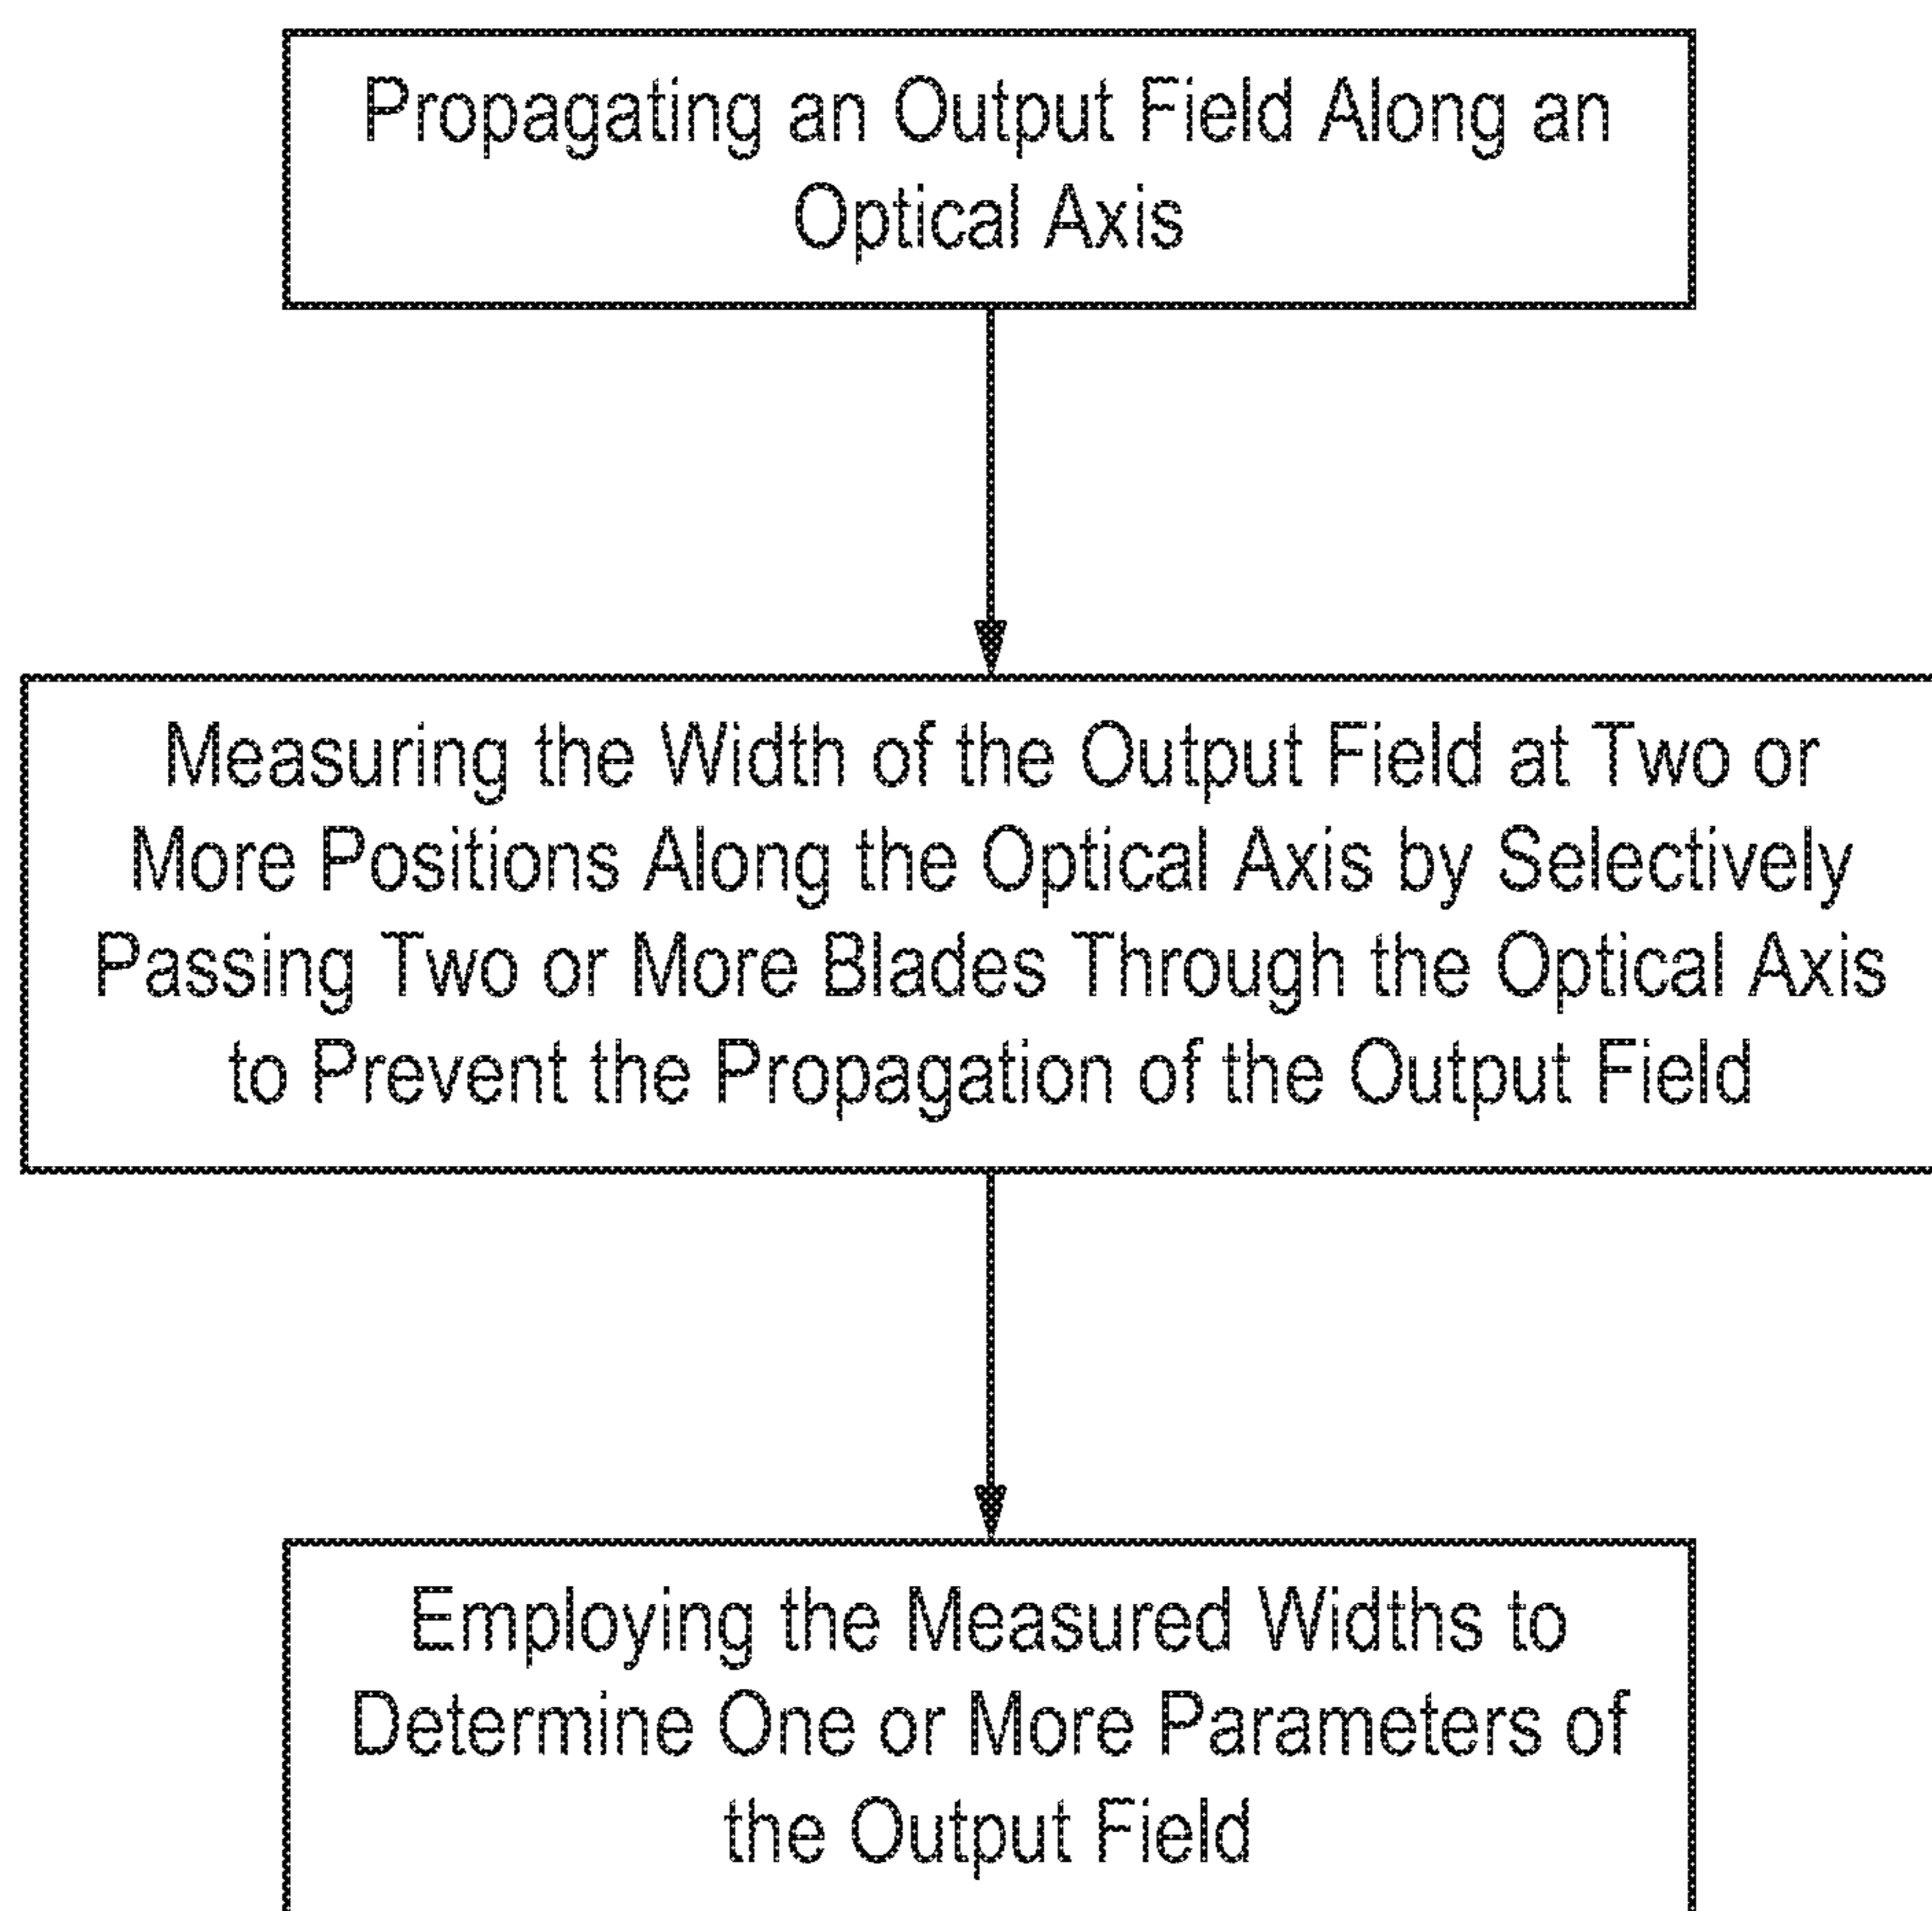 Propagating an Output Field Along an
Optical Axis
Measuring the Width of the Output Field at Two or
More Positions Along the Optical Axis by Selectively
Passing Two or More Blades Through the Optical Axis
to Prevent the Propagation of the Output Field
Employing the Measured Widths to
Determine One or More Parameters of
the Output Field